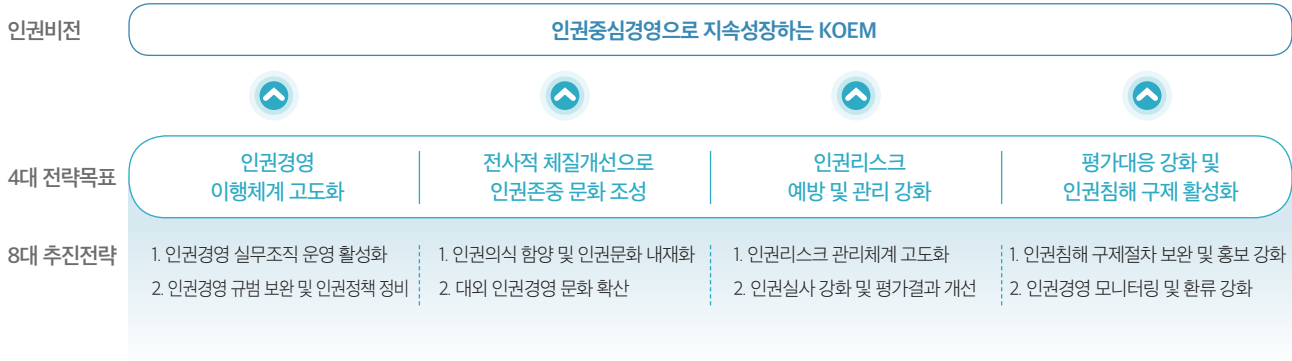 인권비전
인권중심경영으로 지속성장하는 KOEM
4대 전략목표
인권경영
이행체계 고도화
전사적 체질개선으로
인권존중 문화 조성
인권리스크
예방 및 관리 강화
평가대응 강화 및
인권침해 구제 활성화
8대 추진전략
1. 인권경영 실무조직 운영 활성화
2. 인권경영 규범 보완 및 인권정책 정비
1. 인권의식 함양 및 인권문화 내재화
2. 대외 인권경영 문화 확산
1. 인권리스크 관리체계 고도화
2. 인권실사 강화 및 평가결과 개선
1. 인권침해 구제절차 보완 및 홍보 강화
2. 인권경영 모니터링 및 환류 강화